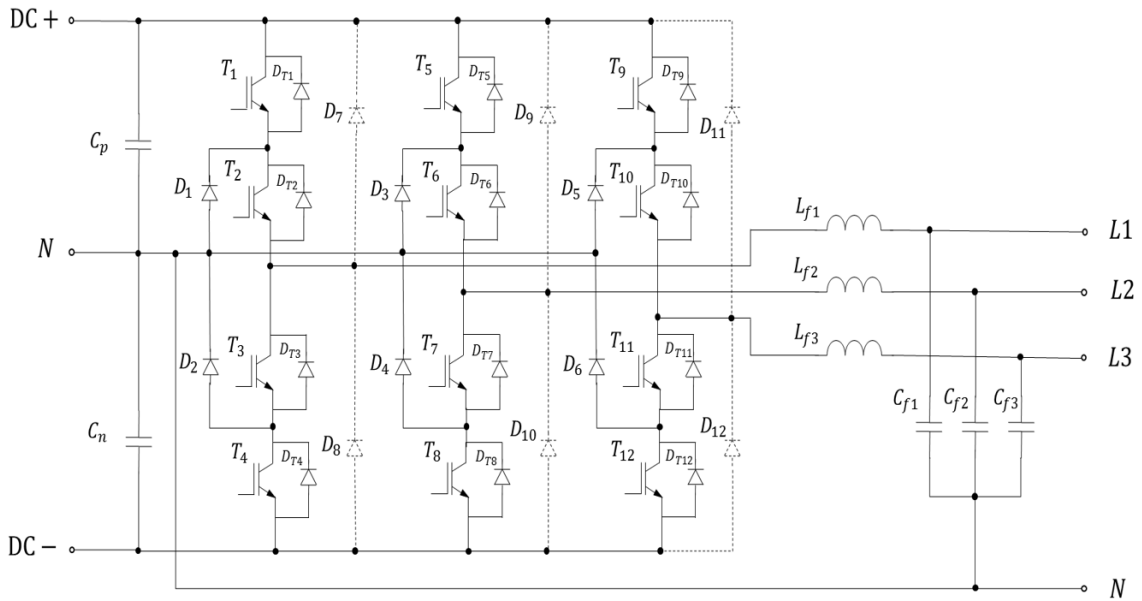 DC +
T1 DT1 D7 T5 DT5 D9 T9 DT9 D11
Cp
D1 T2 DT2 D3 T6 DT6 D5 T10 DT10
N
Lf1 L1
Lf2 L2
Lf3 L3
D2 T3 DT3 D4 T7 DT7 D6 T11 DT11
Cf1 Cf2 Cf3
Cn
D8 D10 D12
T4 DT4 T8 DT8 T12 DT12
DC −
N